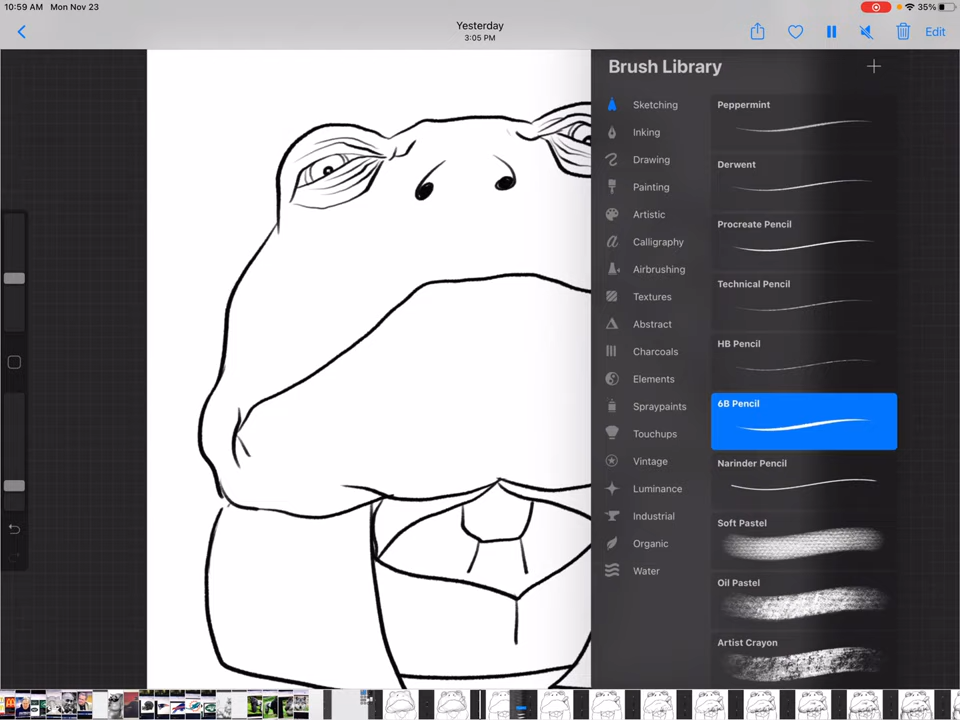 10:59 AM Mon Nov 23
35%
Yesterday
3:05 PM
Edit
Brush Library
Sketching
Inking
Drawing
Painting
Artistic
Calligraphy
Airbrushing
Textures
Abstract
Charcoals
Elements
Spraypaints
Touchups
Vintage
Luminance
Industrial
Organic
Water
Peppermint
Derwent
Procreate Pencil
Technical Pencil
HB Pencil
6B Pencil
Narinder Pencil
Soft Pastel
Oil Pastel
Artist Crayon